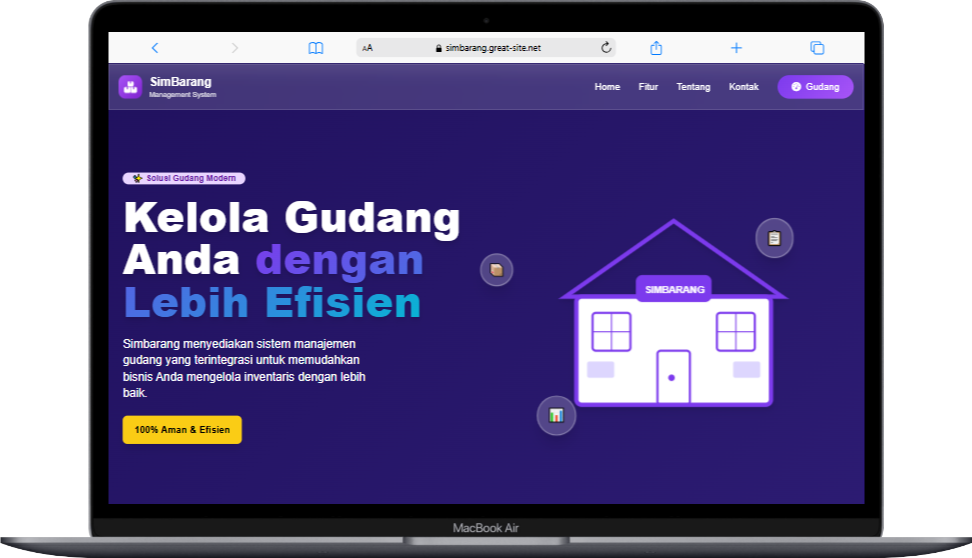 AA
simbarang.great-site.net
SimBarang
Management System
Home
Fitur
Tentang
Kontak
Gudang
Solusi Gudang Modern
Kelola Gudang
Anda dengan
Lebih Efisien
Simbarang menyediakan sistem manajemen
gudang yang terintegrasi untuk memudahkan
bisnis Anda mengelola inventaris dengan lebih
baik.
100% Aman & Efisien
SIMBARANG
MacBook Air